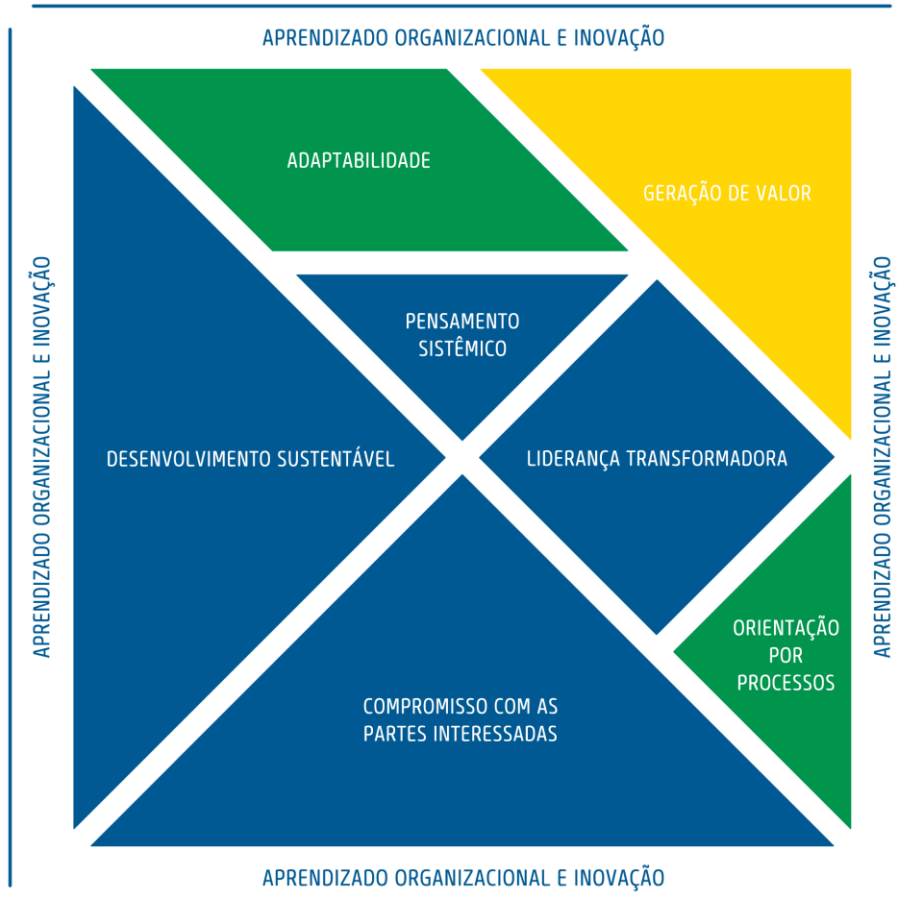 APRENDIZADO ORGANIZACIONAL E INOVAÇÃO
ADAPTABILIDADE
GERAÇÃO DE VALOR
APRENDIZADO ORGANIZACIONAL E INOVAÇÃO
PENSAMENTO
SISTÊMICO
DESENVOLVIMENTO SUSTENTÁVEL
LIDERANÇA TRANSFORMADORA
APRENDIZADO ORGANIZACIONAL E INOVAÇÃO
ORIENTAÇÃO
POR
PROCESSOS
COMPROMISSO COM AS
PARTES INTERESSADAS
APRENDIZADO ORGANIZACIONAL E INOVAÇÃO